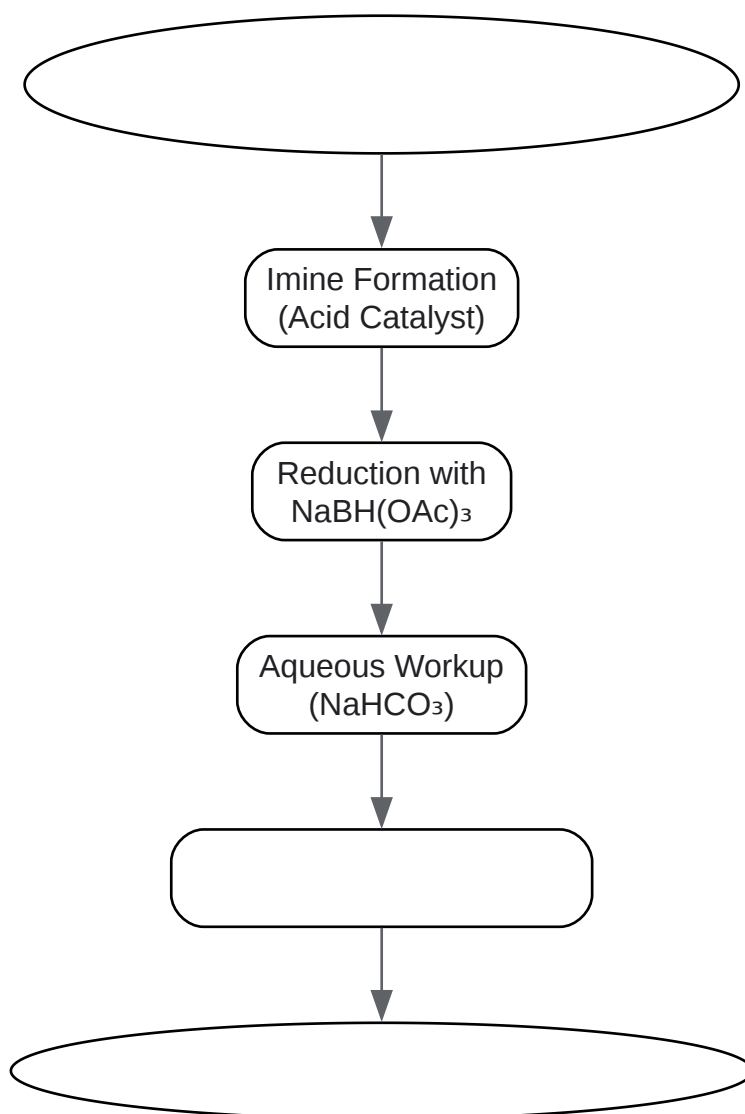 Imine Formation
(Acid Catalyst)
Reduction with
NaBH(OAc)₃
Aqueous Workup
(NaHCO₃)